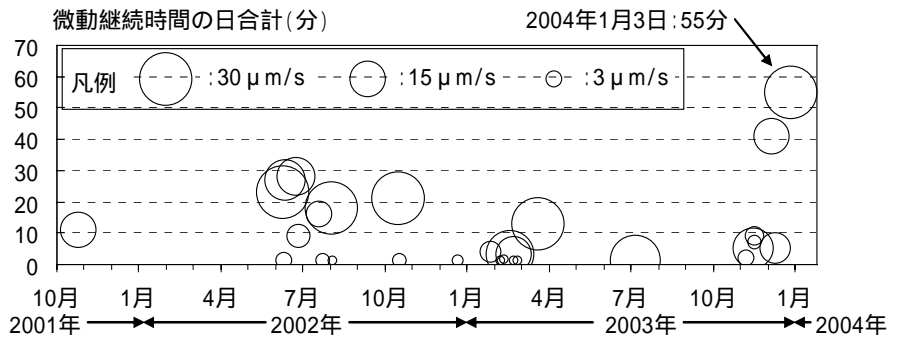 微動継続時間の日合計(分)
2004年1月3日:55分
70
60
50
40
30
20
10
0
凡例 :30μm/s :15μm/s :3μm/s
10月 1月 4月 7月 10月 1月 4月 7月 10月 1月
2001年 2002年 2003年 2004年